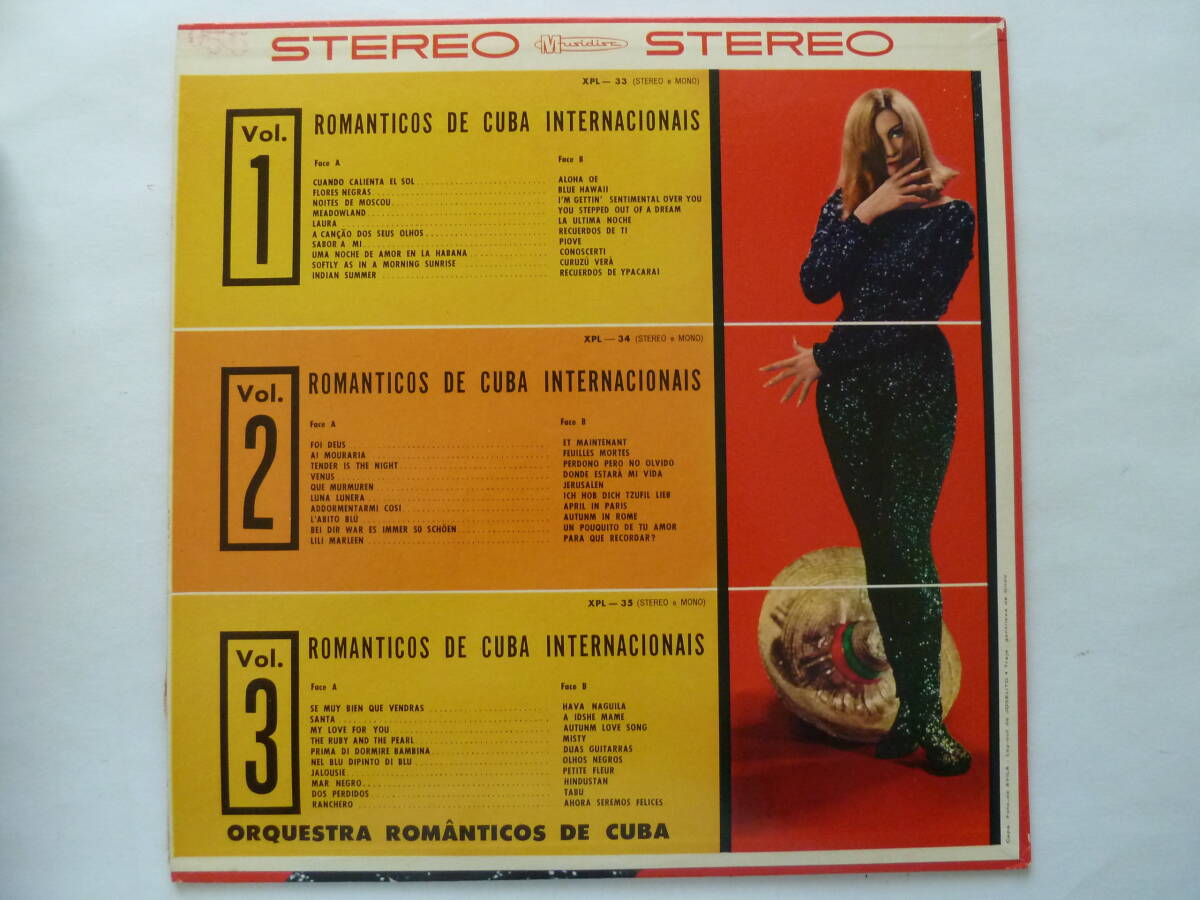 STEREO Musidisc STEREO
XPL — 33 (STEREO e MONO)
Vol.
1
ROMANTICOS DE CUBA INTERNACIONAIS
Face A
CUANDO CALIENTA EL SOL
FLORES NEGRAS
NOITES DE MOSCOU
MEADOWLAND
LAURA
A CANÇÃO DOS SEUS OLHOS
SABOR A MI
UMA NOCHE DE AMOR EN LA HABANA
SOFTLY AS IN A MORNING SUNRISE
INDIAN SUMMER
Face B
ALOHA OE
BLUE HAWAII
I'M GETTIN' SENTIMENTAL OVER YOU
YOU STEPPED OUT OF A DREAM
LA ULTIMA NOCHE
RECUERDOS DE TI
PIOVE
CONOSCERTI
CURUZÚ VERÁ
RECUERDOS DE YPACARAI
XPL — 34 (STEREO e MONO)
Vol.
2
ROMANTICOS DE CUBA INTERNACIONAIS
Face A
FOI DEUS
AI MOURARIA
TENDER IS THE NIGHT
VENUS
QUE MURMUREN
LUNA LUNERA
ADDORMENTARMI COSI
L'ABITO BLÚ
BEI DIR WAR ES IMMER SO SCHÖEN
LILI MARLEEN
Face B
ET MAINTENANT
FEUILLES MORTES
PERDONO PERO NO OLVIDO
DONDE ESTARÁ MI VIDA
JERUSALEN
ICH HOB DICH TZUFIL LIEB
APRIL IN PARIS
AUTUNM IN ROME
UN POUQUITO DE TU AMOR
PARA QUE RECORDAR?
XPL — 35 (STEREO e MONO)
Vol.
3
ROMANTICOS DE CUBA INTERNACIONAIS
Face A
SE MUY BIEN QUE VENDRAS
SANTA
MY LOVE FOR YOU
THE RUBY AND THE PEARL
PRIMA DI DORMIRE BAMBINA
NEL BLU DIPINTO DI BLU
JALOUSIE
MAR NEGRO
DOS PERDIDOS
RANCHERO
Face B
HAVA NAGUILA
A IDSHE MAME
AUTUNM LOVE SONG
MISTY
DUAS GUITARRAS
OLHOS NEGROS
PETITE FLEUR
HINDUSTAN
TABU
AHORA SEREMOS FELICES
ORQUESTRA ROMÂNTICOS DE CUBA